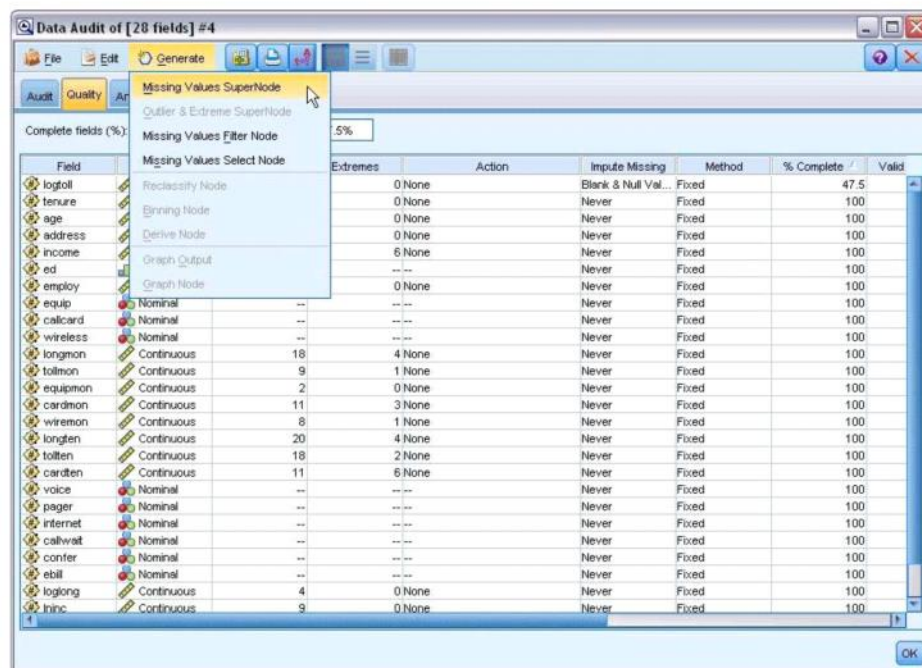 Data Audit of [28 fields] #4
File Edit Generate
Audit Quality An
Missing Values SuperNode
Outlier & Extreme SuperNode
Missing Values Filter Node
Missing Values Select Node
Reclassify Node
Binning Node
Derive Node
Graph Output
Graph Node
Complete fields (%): .5%
Field Extremes Action Impute Missing Method % Complete Valid
logtoll 0 None Blank & Null Val... Fixed 47.5
tenure 0 None Never Fixed 100
age 0 None Never Fixed 100
address 0 None Never Fixed 100
income 6 None Never Fixed 100
ed -- -- Never Fixed 100
employ 0 None Never Fixed 100
equip Nominal -- -- -- Never Fixed 100
callcard Nominal -- -- -- Never Fixed 100
wireless Nominal -- -- -- Never Fixed 100
longmon Continuous 18 4 None Never Fixed 100
tollmon Continuous 9 1 None Never Fixed 100
equipmon Continuous 2 0 None Never Fixed 100
cardmon Continuous 11 3 None Never Fixed 100
wiremon Continuous 8 1 None Never Fixed 100
longten Continuous 20 4 None Never Fixed 100
tollten Continuous 18 2 None Never Fixed 100
cardten Continuous 11 6 None Never Fixed 100
voice Nominal -- -- -- Never Fixed 100
pager Nominal -- -- -- Never Fixed 100
internet Nominal -- -- -- Never Fixed 100
callwait Nominal -- -- -- Never Fixed 100
confer Nominal -- -- -- Never Fixed 100
ebill Nominal -- -- -- Never Fixed 100
loglong Continuous 4 0 None Never Fixed 100
lninc Continuous 9 0 None Never Fixed 100
OK